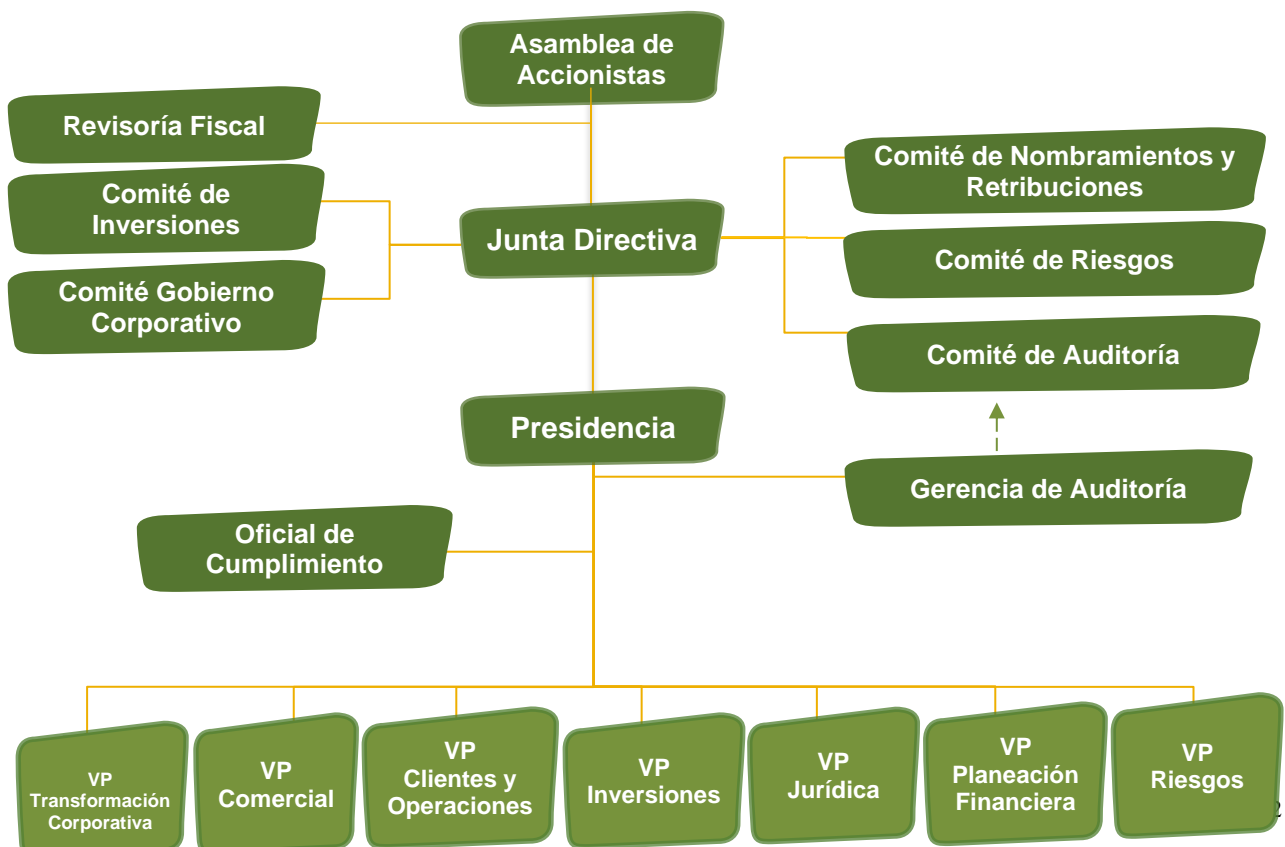 Asamblea de
Accionistas
Revisoría Fiscal
Comité de
Inversiones
Comité Gobierno
Corporativo
Junta Directiva
Comité de Nombramientos y
Retribuciones
Comité de Riesgos
Comité de Auditoría
Presidencia
Gerencia de Auditoría
Oficial de
Cumplimiento
VP
Transformación
Corporativa
VP
Comercial
VP
Clientes y
Operaciones
VP
Inversiones
VP
Jurídica
VP
Planeación
Financiera
VP
Riesgos
2